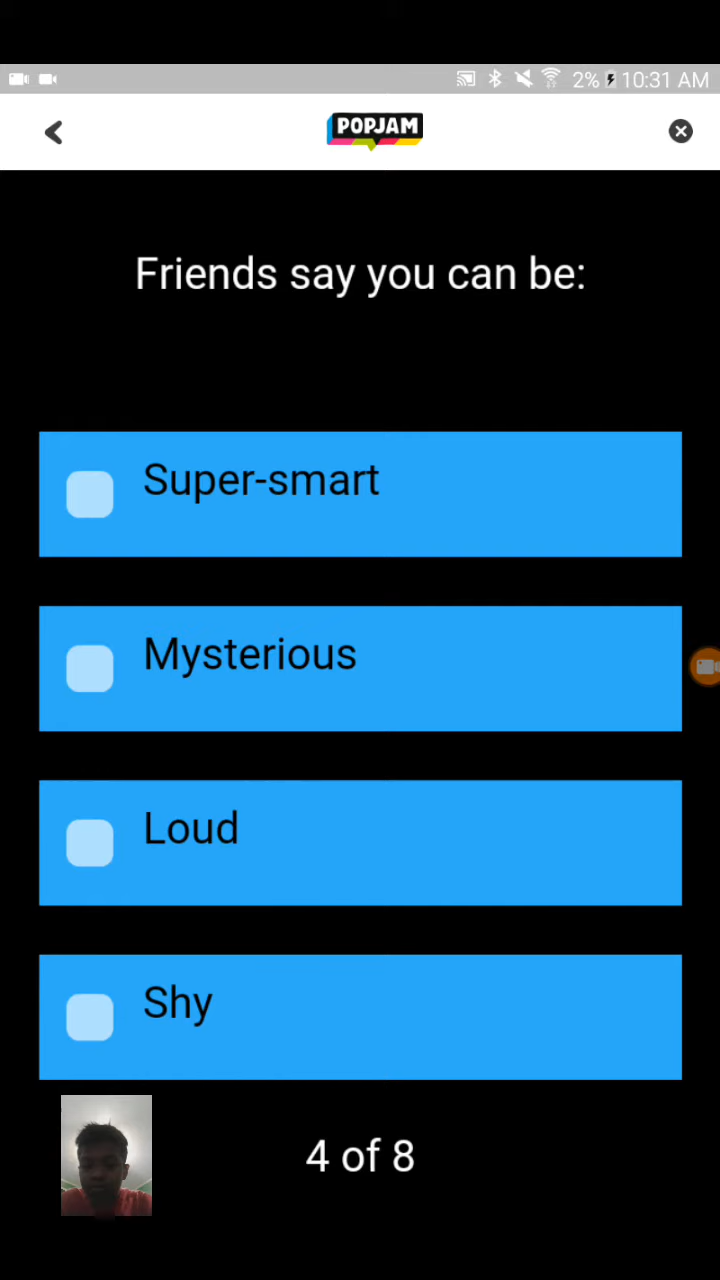 2% 10:31 AM
POPJAM
Friends say you can be:
Super-smart
Mysterious
Loud
Shy
4 of 8